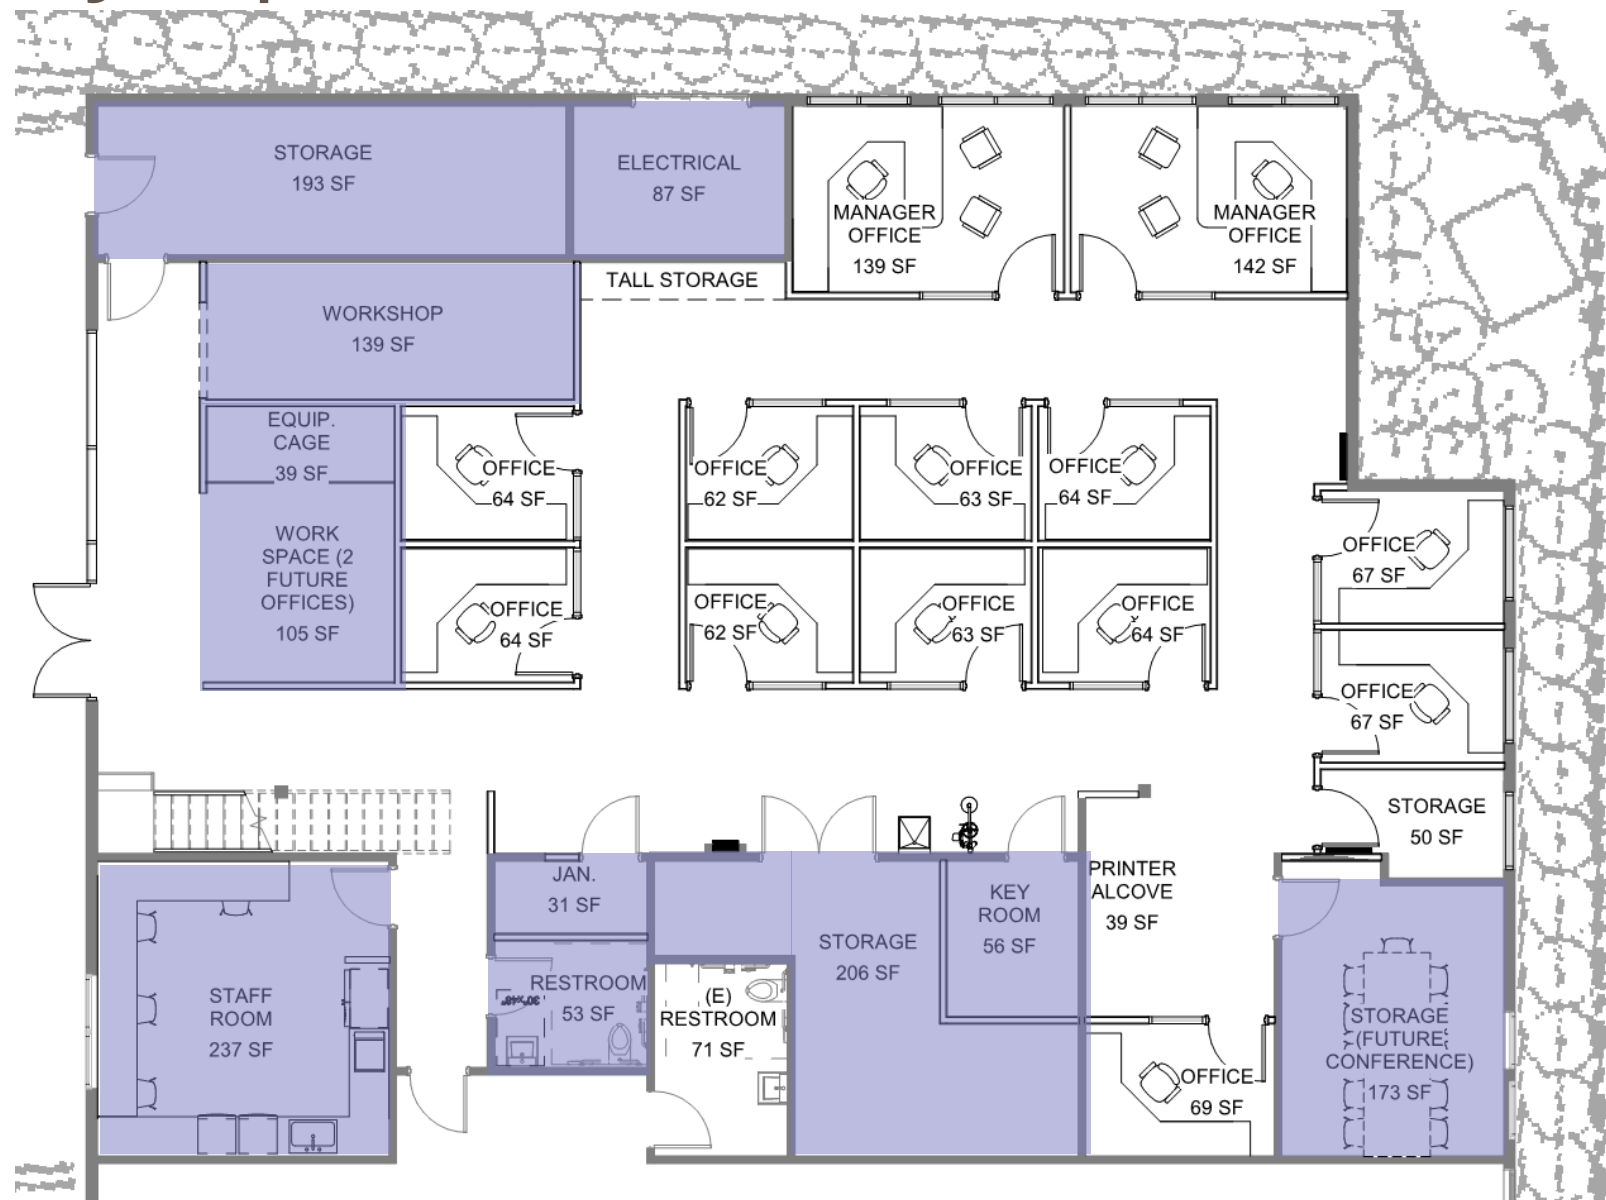 STORAGE
193 SF
ELECTRICAL
87 SF
MANAGER
OFFICE
139 SF
MANAGER
OFFICE
142 SF
TALL STORAGE
WORKSHOP
139 SF
EQUIP.
CAGE
39 SF
OFFICE
64 SF
OFFICE
62 SF
OFFICE
63 SF
OFFICE
64 SF
WORK
SPACE (2
FUTURE
OFFICES)
105 SF
OFFICE
67 SF
OFFICE
64 SF
OFFICE
62 SF
OFFICE
63 SF
OFFICE
64 SF
OFFICE
67 SF
STORAGE
50 SF
JAN.
31 SF
KEY
ROOM
56 SF
PRINTER
ALCOVE
39 SF
STORAGE
206 SF
STAFF
ROOM
237 SF
RESTROOM
53 SF
30"x48"
(E)
RESTROOM
71 SF
STORAGE
(FUTURE
CONFERENCE)
173 SF
OFFICE
69 SF